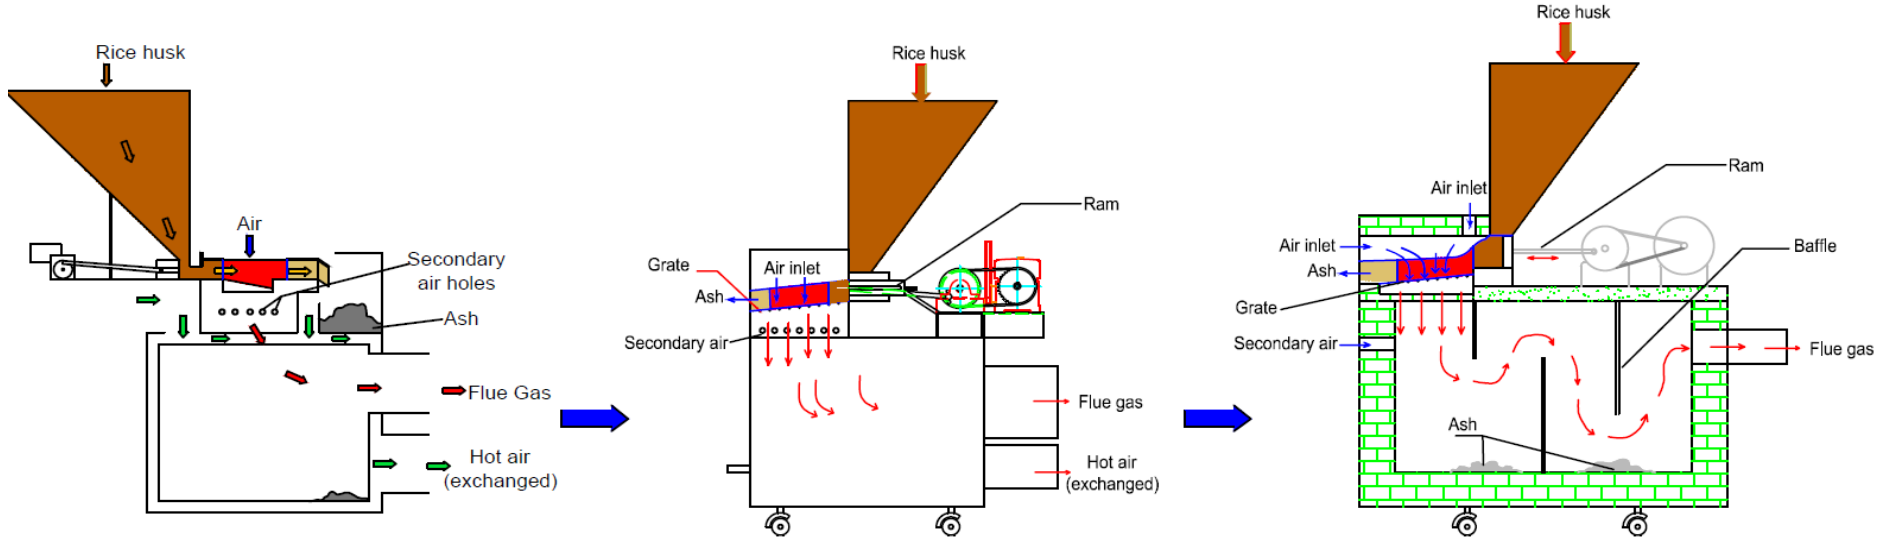 Rice husk
Air
Secondary
air holes
Ash
Flue Gas
Hot air
(exchanged)
Rice husk
Ram
Grate
Air inlet
Ash
Secondary air
Flue gas
Hot air
(exchanged)
Rice husk
Ram
Air inlet
Air inlet
Baffle
Ash
Grate
Secondary air
Flue gas
Ash